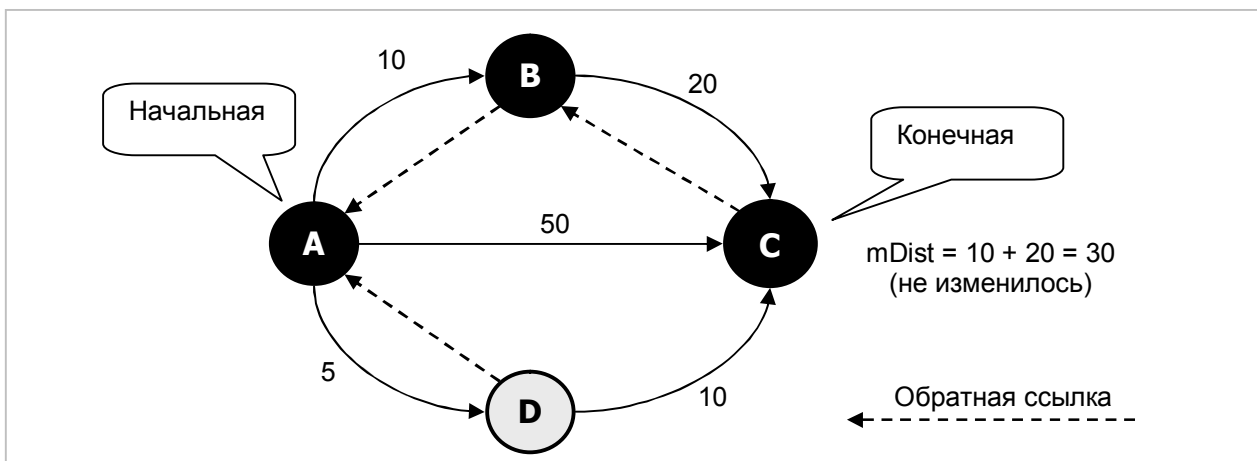 10
B
20
Начальная
Конечная
A
50
C
mDist = 10 + 20 = 30
(не изменилось)
5
D
10
Обратная ссылка